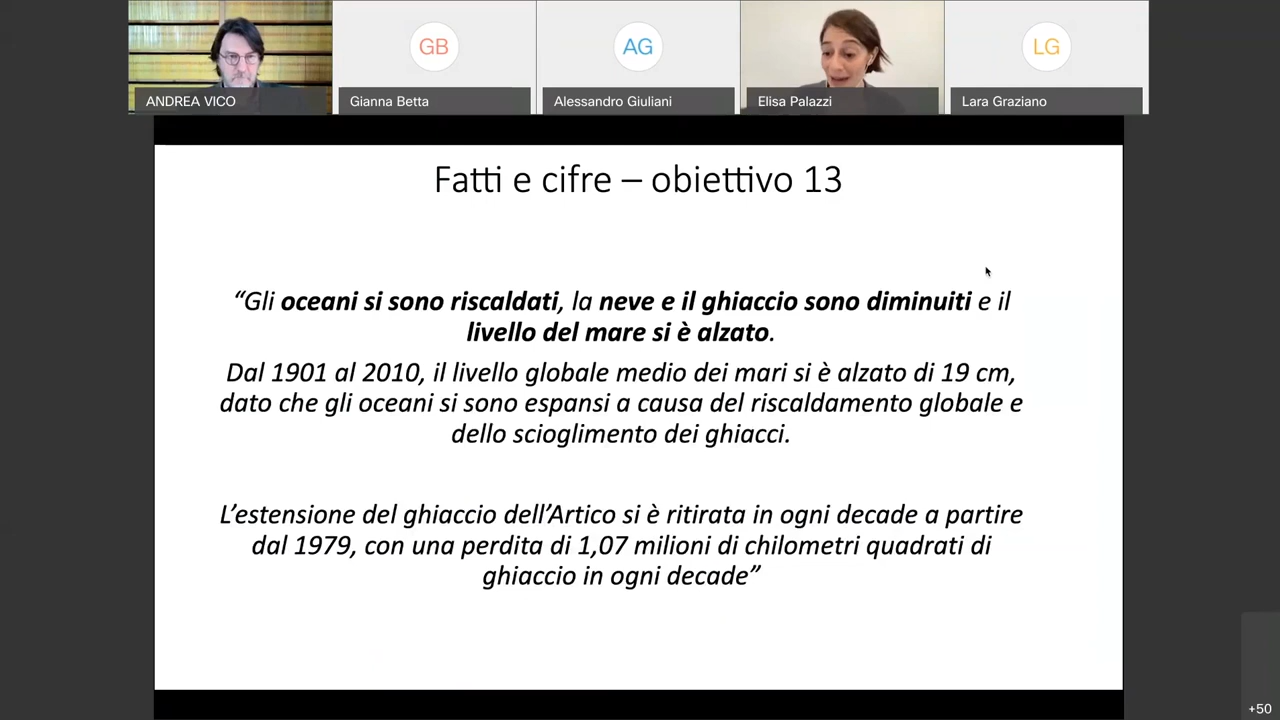 GB
AG
LG
ANDREA VICO
Gianna Betta
Alessandro Giuliani
Elisa Palazzi
Lara Graziano
Fatti e cifre – obiettivo 13
“Gli oceani si sono riscaldati, la neve e il ghiaccio sono diminuiti e il
livello del mare si è alzato.
Dal 1901 al 2010, il livello globale medio dei mari si è alzato di 19 cm,
dato che gli oceani si sono espansi a causa del riscaldamento globale e
dello scioglimento dei ghiacci.
L’estensione del ghiaccio dell’Artico si è ritirata in ogni decade a partire
dal 1979, con una perdita di 1,07 milioni di chilometri quadrati di
ghiaccio in ogni decade”
+50